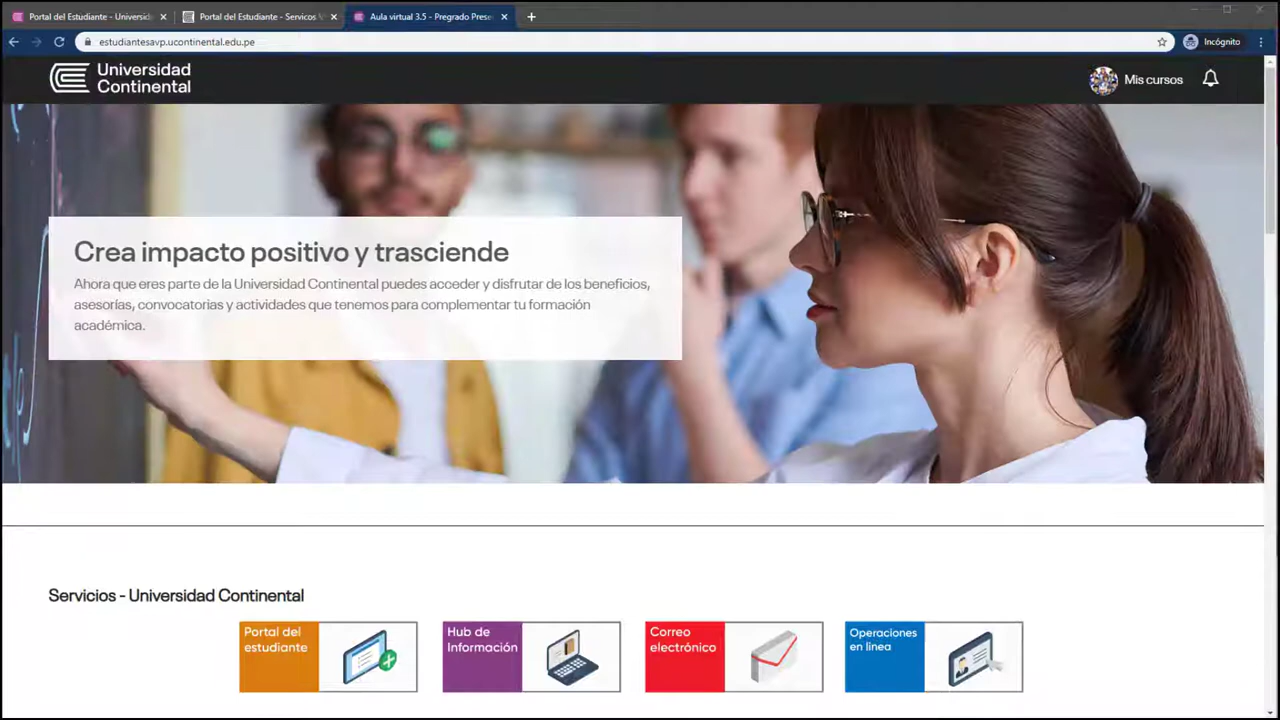 Portal del Estudiante - Universid
Portal del Estudiante - Servicos V
Aula virtual 3.5 - Pregrado Prese
estudiantesavp.ucontinental.edu.pe
Incógnito
Universidad
Continental
Mis cursos
Crea impacto positivo y trasciende
Ahora que eres parte de la Universidad Continental puedes acceder y disfrutar de los beneficios,
asesorías, convocatorias y actividades que tenemos para complementar tu formación
académica.
Servicios - Universidad Continental
Portal del
estudiante
Hub de
Información
Correo
electrónico
Operaciones
en linea